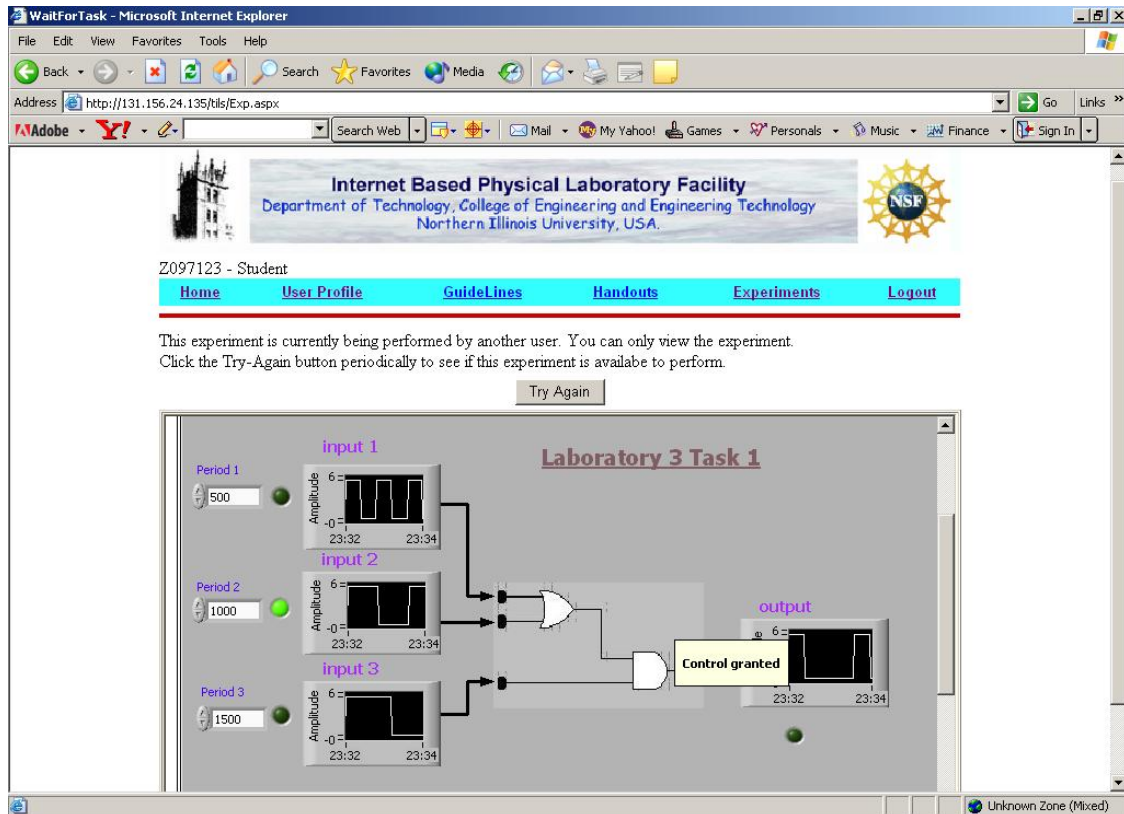 WaitForTask - Microsoft Internet Explorer
File Edit View Favorites Tools Help
Back Search Favorites Media
Address http://131.156.24.135/tils/Exp.aspx Go Links »
Adobe Y! Search Web Mail My Yahoo! Games Personals Music Finance Sign In
Internet Based Physical Laboratory Facility
Department of Technology, College of Engineering and Engineering Technology
Northern Illinois University, USA.
NSF
Z097123 - Student
Home User Profile GuideLines Handouts Experiments Logout
This experiment is currently being performed by another user. You can only view the experiment.
Click the Try-Again button periodically to see if this experiment is availabe to perform.
Try Again
Laboratory 3 Task 1
input 1
Period 1
500
Amplitude
6
-0
23:32 23:34
input 2
Period 2
1000
Amplitude
6
-0
23:32 23:34
input 3
Period 3
1500
Amplitude
6
-0
23:32 23:34
output
6
Control granted
23:32 23:34
Unknown Zone (Mixed)